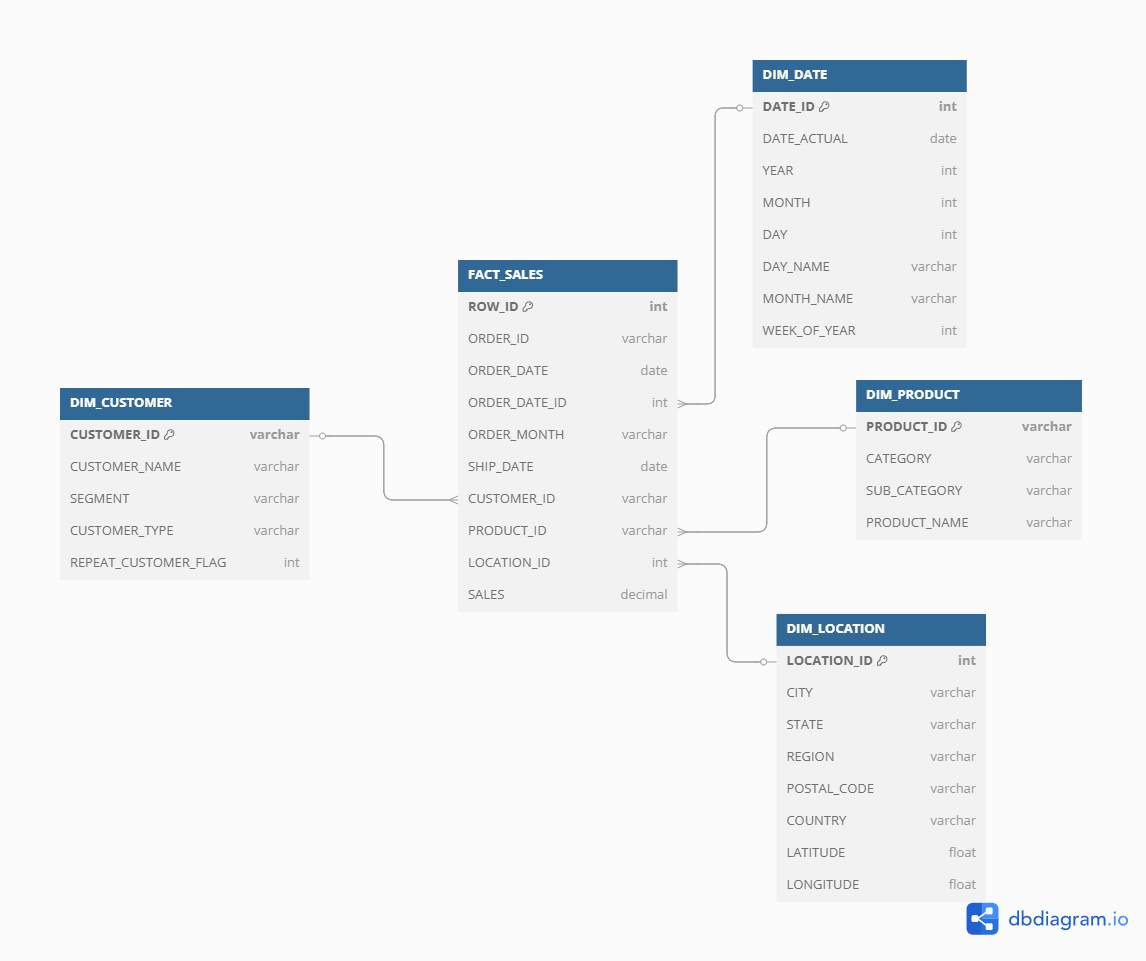 DIM_DATE
DATE_ID int
DATE_ACTUAL date
YEAR int
MONTH int
DAY int
DAY_NAME varchar
MONTH_NAME varchar
WEEK_OF_YEAR int
FACT_SALES
ROW_ID int
ORDER_ID varchar
ORDER_DATE date
ORDER_DATE_ID int
ORDER_MONTH varchar
SHIP_DATE date
CUSTOMER_ID varchar
PRODUCT_ID varchar
LOCATION_ID int
SALES decimal
DIM_CUSTOMER
CUSTOMER_ID varchar
CUSTOMER_NAME varchar
SEGMENT varchar
CUSTOMER_TYPE varchar
REPEAT_CUSTOMER_FLAG int
DIM_PRODUCT
PRODUCT_ID varchar
CATEGORY varchar
SUB_CATEGORY varchar
PRODUCT_NAME varchar
DIM_LOCATION
LOCATION_ID int
CITY varchar
STATE varchar
REGION varchar
POSTAL_CODE varchar
COUNTRY varchar
LATITUDE float
LONGITUDE float
dbdiagram.io